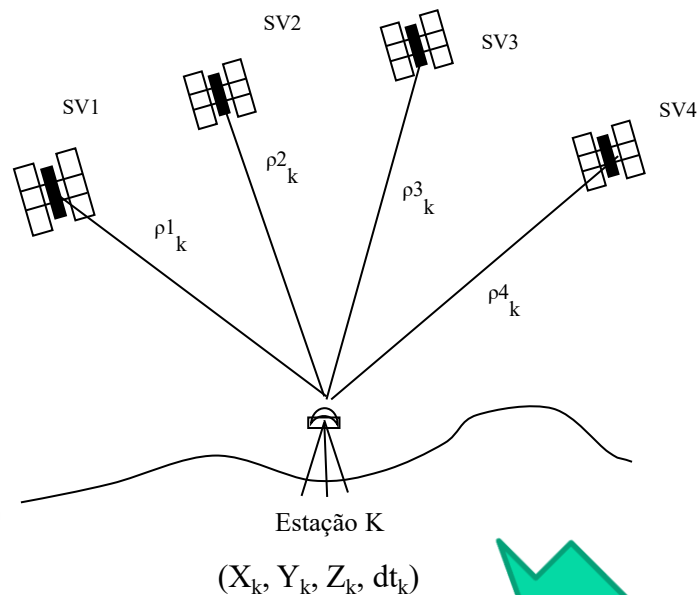 SV2
SV3
SV1
SV4
ρ2k
ρ3k
ρ1k
ρ4k
Estação K
(Xk, Yk, Zk, dtk)